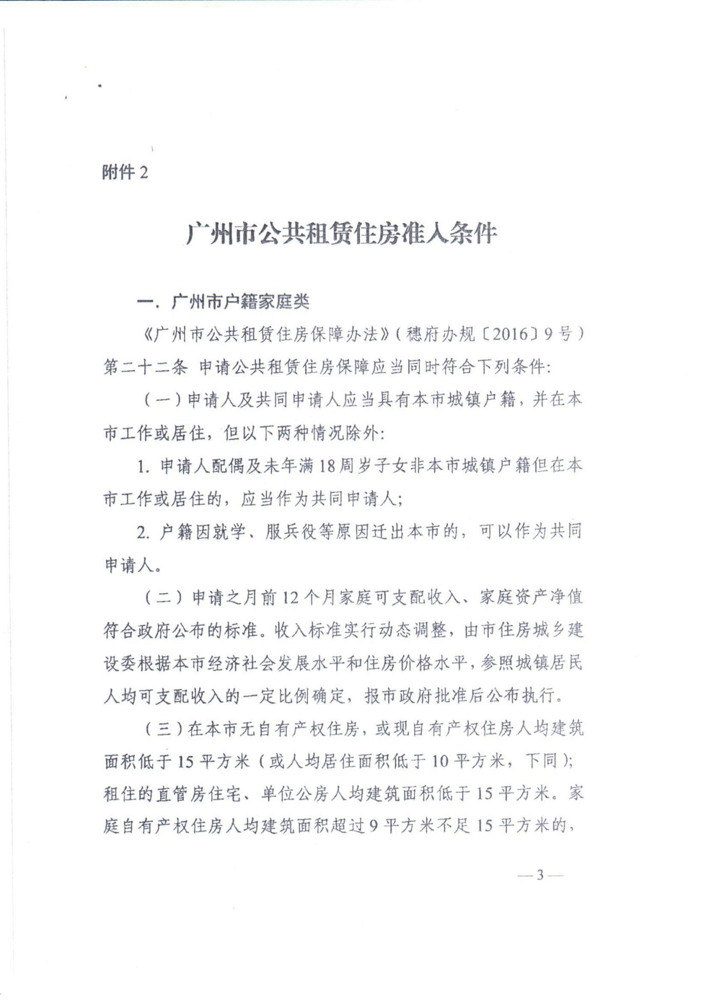 附件2
广州市公共租赁住房准入条件
一．广州市户籍家庭类
《广州市公共租赁住房保障办法》（穗府办规〔2016〕9号）
第二十二条 申请公共租赁住房保障应当同时符合下列条件：
（一）申请人及共同申请人应当具有本市城镇户籍，并在本
市工作或居住，但以下两种情况除外：
1. 申请人配偶及未年满18周岁子女非本市城镇户籍但在本
市工作或居住的，应当作为共同申请人；
2. 户籍因就学、服兵役等原因迁出本市的，可以作为共同
申请人。
（二）申请之月前12个月家庭可支配收入、家庭资产净值
符合政府公布的标准。收入标准实行动态调整，由市住房城乡建
设委根据本市经济社会发展水平和住房价格水平，参照城镇居民
人均可支配收入的一定比例确定，报市政府批准后公布执行。
（三）在本市无自有产权住房，或现自有产权住房人均建筑
面积低于15平方米（或人均居住面积低于10平方米，下同）；
租住的直管房住宅、单位公房人均建筑面积低于15平方米。家
庭自有产权住房人均建筑面积超过9平方米不足15平方米的，
— 3 —